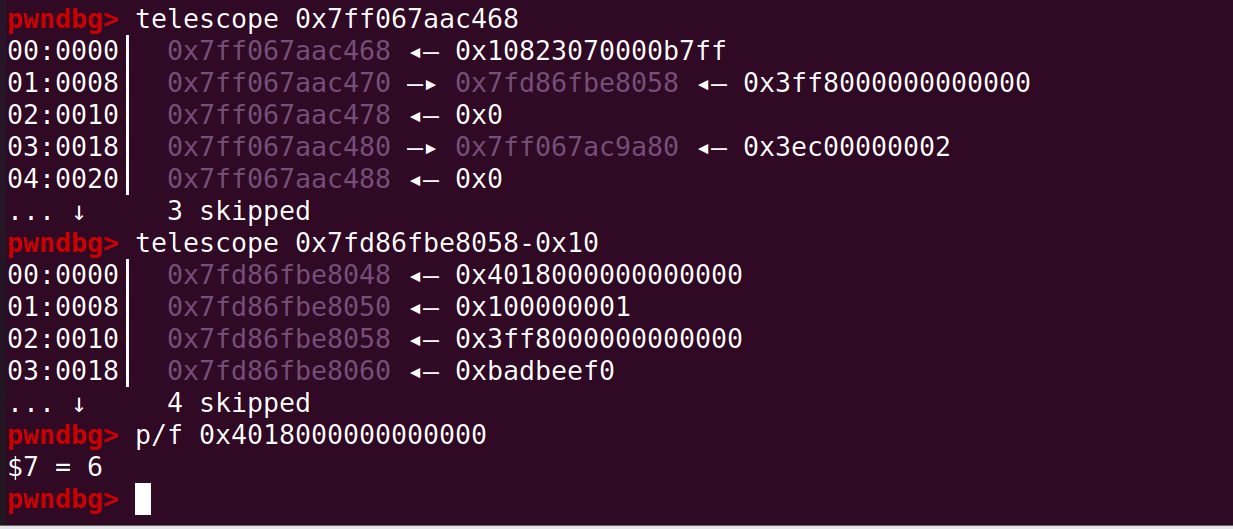 pwndbg> telescope 0x7ff067aac468
00:0000│  0x7ff067aac468 ◂— 0x10823070000b7ff
01:0008│  0x7ff067aac470 —▸ 0x7fd86fbe8058 ◂— 0x3ff8000000000000
02:0010│  0x7ff067aac478 ◂— 0x0
03:0018│  0x7ff067aac480 —▸ 0x7ff067ac9a80 ◂— 0x3ec00000002
04:0020│  0x7ff067aac488 ◂— 0x0
... ↓     3 skipped
pwndbg> telescope 0x7fd86fbe8058-0x10
00:0000│  0x7fd86fbe8048 ◂— 0x4018000000000000
01:0008│  0x7fd86fbe8050 ◂— 0x100000001
02:0010│  0x7fd86fbe8058 ◂— 0x3ff8000000000000
03:0018│  0x7fd86fbe8060 ◂— 0xbadbeef0
... ↓     4 skipped
pwndbg> p/f 0x4018000000000000
$7 = 6
pwndbg>